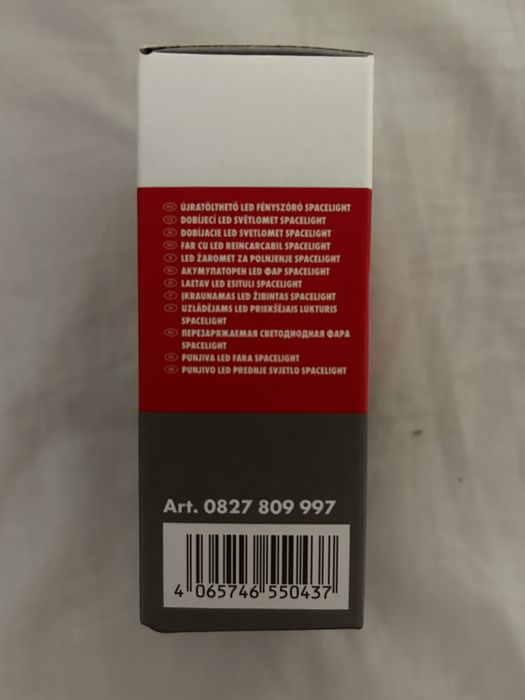 ÚJRATÖLTHETŐ LED FÉNYSZÓRÓ SPACELIGHT
DOBÍJECÍ LED SVĚTLOMET SPACELIGHT
DOBÍJACIE LED SVETLOMET SPACELIGHT
FAR CU LED REINCARCABIL SPACELIGHT
LED ŽAROMET ZA POLNJENJE SPACELIGHT
АКУМУЛАТОРЕН LED ФАР SPACELIGHT
LAETAV LED ESITULI SPACELIGHT
ĮKRAUNAMAS LED ŽIBINTAS SPACELIGHT
UZLĀDĒJAMS LED PRIEKŠĒJAIS LUKTURIS
SPACELIGHT
ПЕРЕЗАРЯЖАЕМАЯ СВЕТОДИОДНАЯ ФАРА
SPACELIGHT
PUNJIVA LED FARA SPACELIGHT
PUNJIVO LED PREDNJE SVJETLO SPACELIGHT
Art. 0827 809 997
4 065746 550437